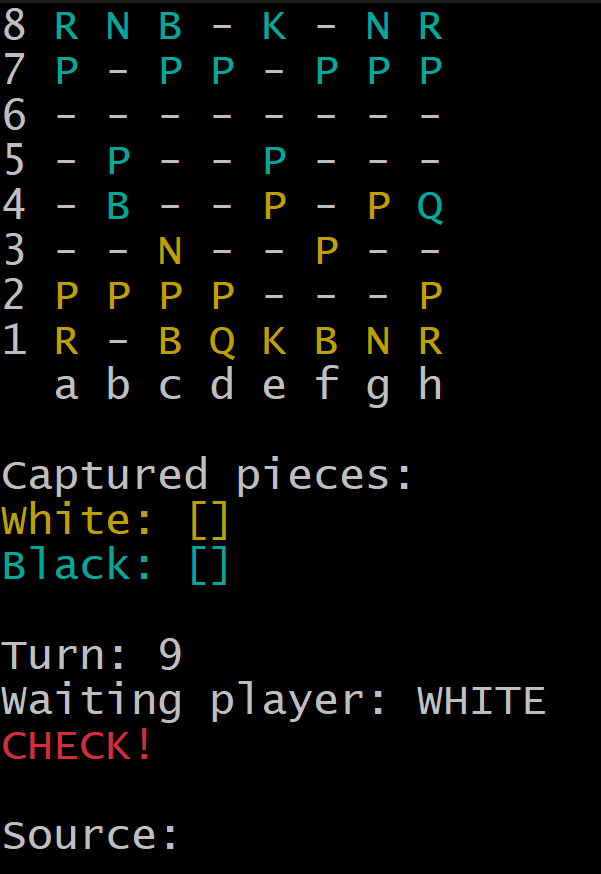 8 R N B - K - N R
7 P - P P - P P P
6 - - - - - - - -
5 - P - - P - - -
4 - B - - P - P Q
3 - - N - - P - -
2 P P P P - - - P
1 R - B Q K B N R
a b c d e f g h
Captured pieces:
White: []
Black: []
Turn: 9
Waiting player: WHITE
CHECK!
Source: